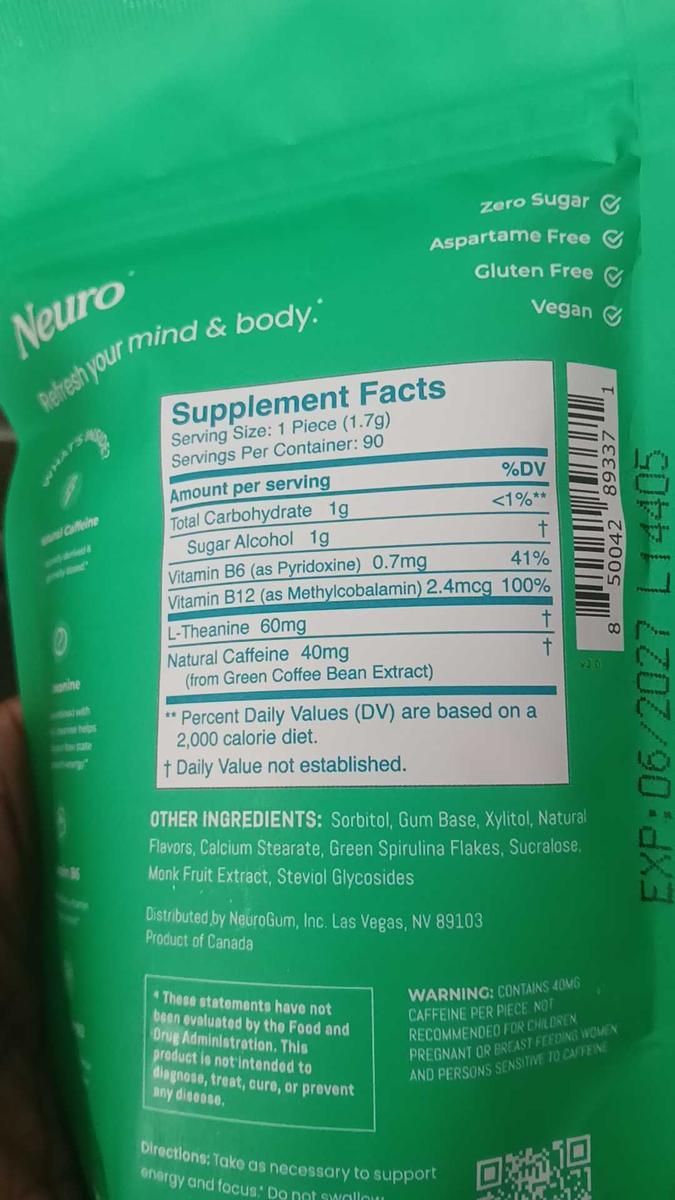 Zero Sugar
Aspartame Free
Gluten Free
Vegan
Neuro
Refresh your mind & body.*
WHAT'S INSIDE?
Natural Caffeine
Supplement Facts
Serving Size: 1 Piece (1.7g)
Servings Per Container: 90
%DV
Amount per serving
Total Carbohydrate 1g <1%**
Sugar Alcohol 1g †
Vitamin B6 (as Pyridoxine) 0.7mg 41%
Vitamin B12 (as Methylcobalamin) 2.4mcg 100%
L-Theanine 60mg †
Natural Caffeine 40mg †
(from Green Coffee Bean Extract)
** Percent Daily Values (DV) are based on a
2,000 calorie diet.
† Daily Value not established.
8 50042 89337 1
v2.0
EXP:06/2027 L14405
OTHER INGREDIENTS: Sorbitol, Gum Base, Xylitol, Natural
Flavors, Calcium Stearate, Green Spirulina Flakes, Sucralose,
Monk Fruit Extract, Steviol Glycosides
Distributed by NeuroGum, Inc. Las Vegas, NV 89103
Product of Canada
* These statements have not
been evaluated by the Food and
Drug Administration. This
product is not intended to
diagnose, treat, cure, or prevent
any disease.
WARNING: CONTAINS 40MG
CAFFEINE PER PIECE. NOT
RECOMMENDED FOR CHILDREN,
PREGNANT OR BREAST FEEDING WOMEN
AND PERSONS SENSITIVE TO CAFFEINE
Directions: Take as necessary to support
energy and focus.* Do not swallow